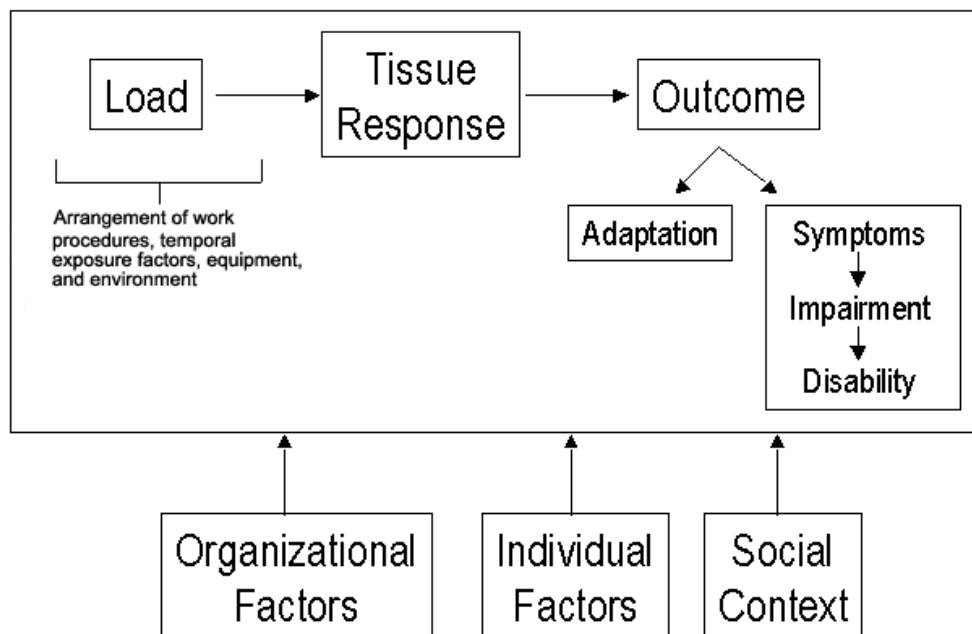 Load
Tissue
Response
Outcome
Arrangement of work
procedures, temporal
exposure factors, equipment,
and environment
Adaptation
Symptoms
Impairment
Disability
Organizational
Factors
Individual
Factors
Social
Context